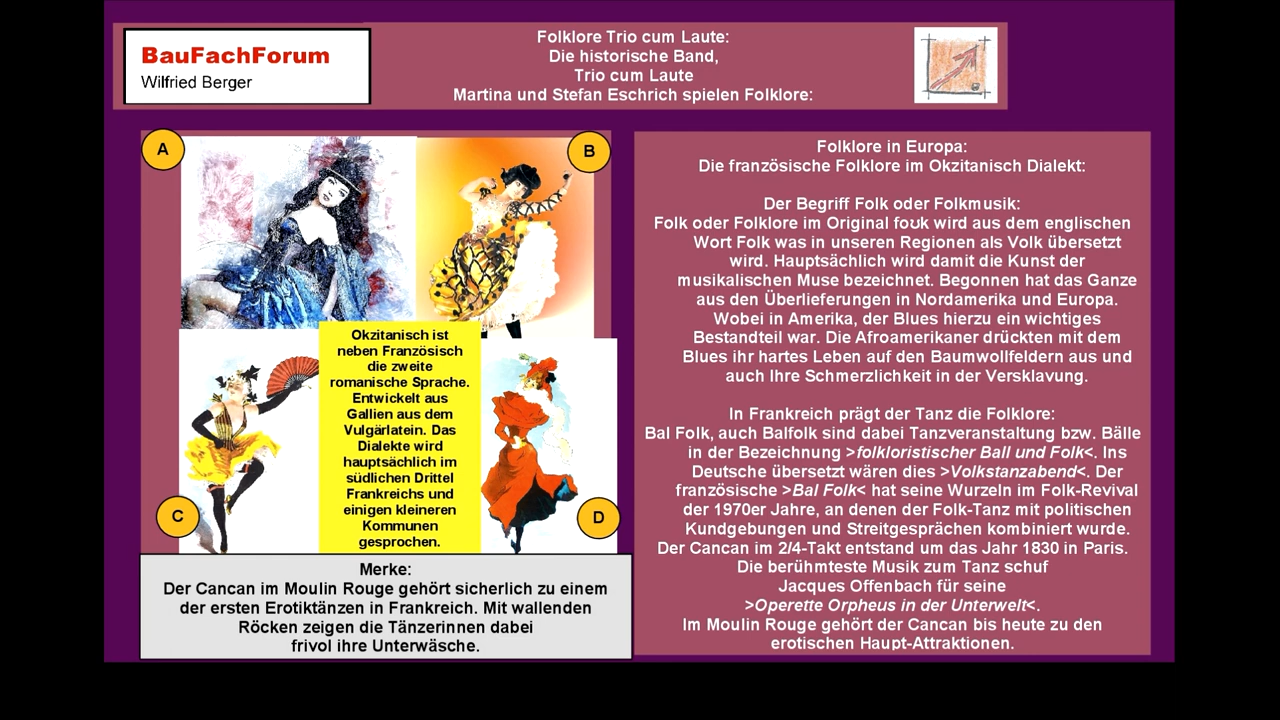 BauFachForum
Wilfried Berger
Folklore Trio cum Laute:
Die historische Band,
Trio cum Laute
Martina und Stefan Eschrich spielen Folklore:
A
B
C
D
Okzitanisch ist
neben Französisch
die zweite
romanische Sprache.
Entwickelt aus
Gallien aus dem
Vulgärlatein. Das
Dialekte wird
hauptsächlich im
südlichen Drittel
Frankreichs und
einigen kleineren
Kommunen
gesprochen.
Merke:
Der Cancan im Moulin Rouge gehört sicherlich zu einem
der ersten Erotiktänzen in Frankreich. Mit wallenden
Röcken zeigen die Tänzerinnen dabei
frivol ihre Unterwäsche.
Folklore in Europa:
Die französische Folklore im Okzitanisch Dialekt:
Der Begriff Folk oder Folkmusik:
Folk oder Folklore im Original foʊk wird aus dem englischen
Wort Folk was in unseren Regionen als Volk übersetzt
wird. Hauptsächlich wird damit die Kunst der
musikalischen Muse bezeichnet. Begonnen hat das Ganze
aus den Überlieferungen in Nordamerika und Europa.
Wobei in Amerika, der Blues hierzu ein wichtiges
Bestandteil war. Die Afroamerikaner drückten mit dem
Blues ihr hartes Leben auf den Baumwollfeldern aus und
auch Ihre Schmerzlichkeit in der Versklavung.
In Frankreich prägt der Tanz die Folklore:
Bal Folk, auch Balfolk sind dabei Tanzveranstaltung bzw. Bälle
in der Bezeichnung >folkloristischer Ball und Folk<. Ins
Deutsche übersetzt wären dies >Volkstanzabend<. Der
französische >Bal Folk< hat seine Wurzeln im Folk-Revival
der 1970er Jahre, an denen der Folk-Tanz mit politischen
Kundgebungen und Streitgesprächen kombiniert wurde.
Der Cancan im 2/4-Takt entstand um das Jahr 1830 in Paris.
Die berühmteste Musik zum Tanz schuf
Jacques Offenbach für seine
>Operette Orpheus in der Unterwelt<.
Im Moulin Rouge gehört der Cancan bis heute zu den
erotischen Haupt-Attraktionen.